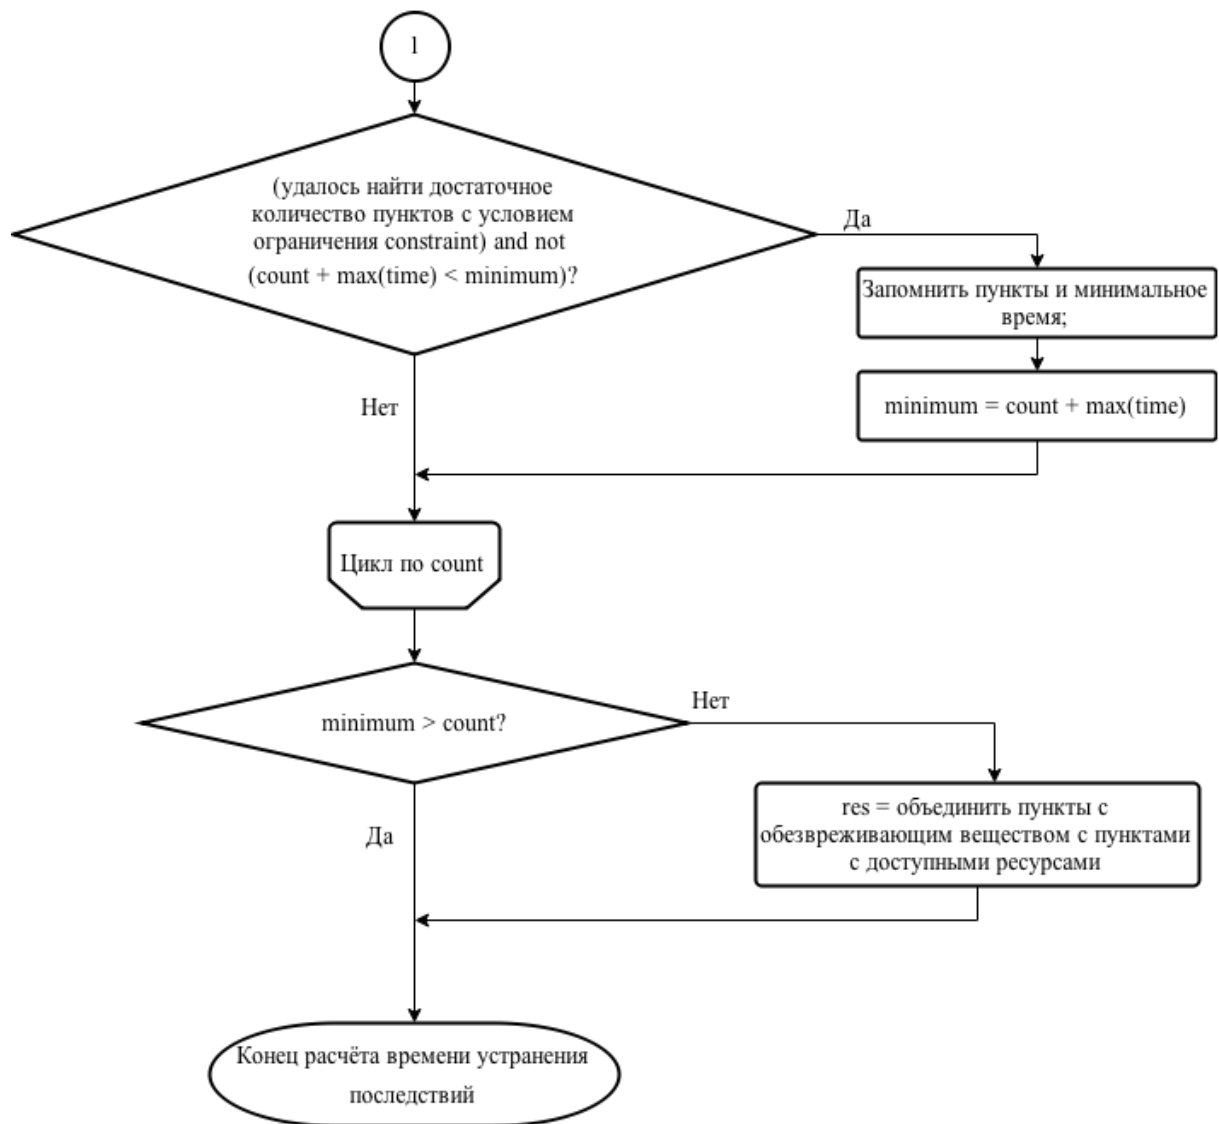 1
(удалось найти достаточное
количество пунктов с условием
ограничения constraint) and not
(count + max(time) < minimum)?
Да
Запомнить пункты и минимальное
время;
minimum = count + max(time)
Нет
Цикл по count
minimum > count?
Нет
res = объединить пункты с
обезвреживающим веществом с пунктами
с доступными ресурсами
Да
Конец расчёта времени устранения
последствий